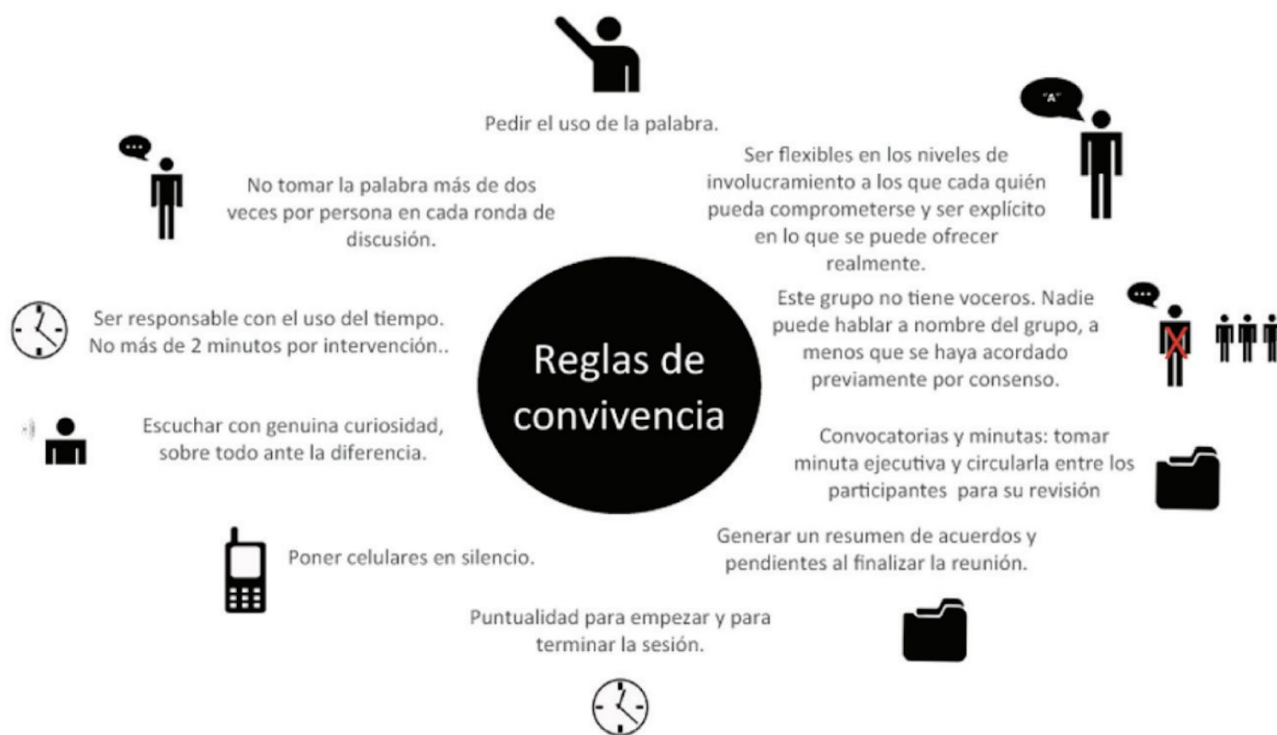 Pedir el uso de la palabra.
"A"
Ser flexibles en los niveles de
involucramiento a los que cada quién
pueda comprometerse y ser explícito
en lo que se puede ofrecer
realmente.
Este grupo no tiene voceros. Nadie
puede hablar a nombre del grupo, a
menos que se haya acordado
previamente por consenso.
Convocatorias y minutas: tomar
minuta ejecutiva y circularla entre los
participantes para su revisión
Generar un resumen de acuerdos y
pendientes al finalizar la reunión.
Puntualidad para empezar y para
terminar la sesión.
Poner celulares en silencio.
Escuchar con genuina curiosidad,
sobre todo ante la diferencia.
Ser responsable con el uso del tiempo.
No más de 2 minutos por intervención..
No tomar la palabra más de dos
veces por persona en cada ronda de
discusión.
Reglas de
convivencia